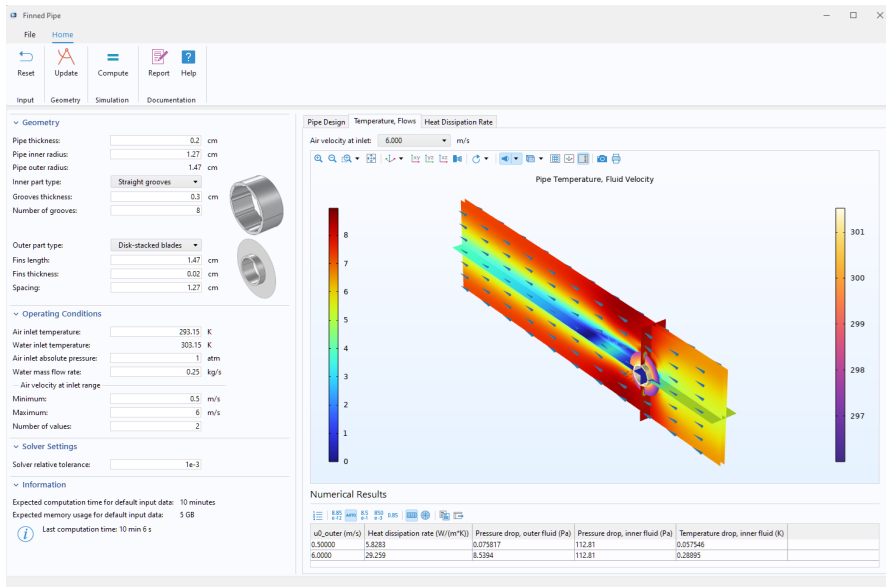 Finned Pipe
File Home
Reset Update Compute Report Help
Input Geometry Simulation Documentation
Geometry
Pipe thickness: 0.2 cm
Pipe inner radius: 1.27 cm
Pipe outer radius: 1.47 cm
Inner part type: Straight grooves
Grooves thickness: 0.3 cm
Number of grooves: 8
Outer part type: Disk-stacked blades
Fins length: 1.47 cm
Fins thickness: 0.02 cm
Spacing: 1.27 cm
Operating Conditions
Air inlet temperature: 293.15 K
Water inlet temperature: 303.15 K
Air inlet absolute pressure: 1 atm
Water mass flow rate: 0.25 kg/s
Air velocity at inlet range
Minimum: 0.5 m/s
Maximum: 6 m/s
Number of values: 2
Solver Settings
Solver relative tolerance: 1e-3
Information
Expected computation time for default input data: 10 minutes
Expected memory usage for default input data: 5 GB
Last computation time: 10 min 6 s
Pipe Design Temperature, Flows Heat Dissipation Rate
Air velocity at inlet: 6.000 m/s
Pipe Temperature, Fluid Velocity
8
7
6
5
4
3
2
1
0
301
300
299
298
297
Numerical Results
AUTO 0.85
u0_outer (m/s) Heat dissipation rate (W/(m*K)) Pressure drop, outer fluid (Pa) Pressure drop, inner fluid (Pa) Temperature drop, inner fluid (K)
0.50000 5.8283 0.075817 112.81 0.057546
6.0000 29.259 8.5394 112.81 0.28895